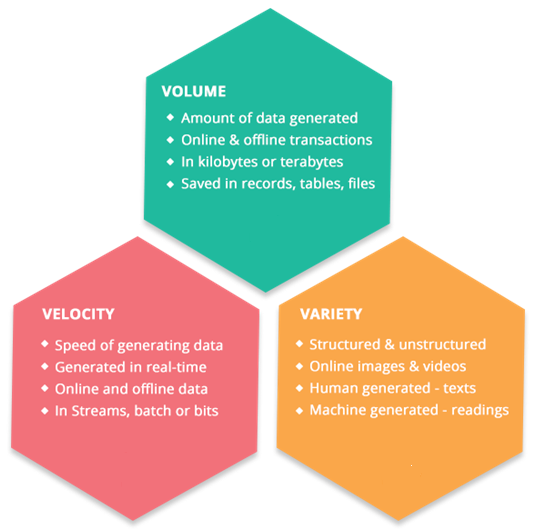 VOLUME
Amount of data generated
Online & offline transactions
In kilobytes or terabytes
Saved in records, tables, files
VELOCITY
Speed of generating data
Generated in real-time
Online and offline data
In Streams, batch or bits
VARIETY
Structured & unstructured
Online images & videos
Human generated - texts
Machine generated - readings